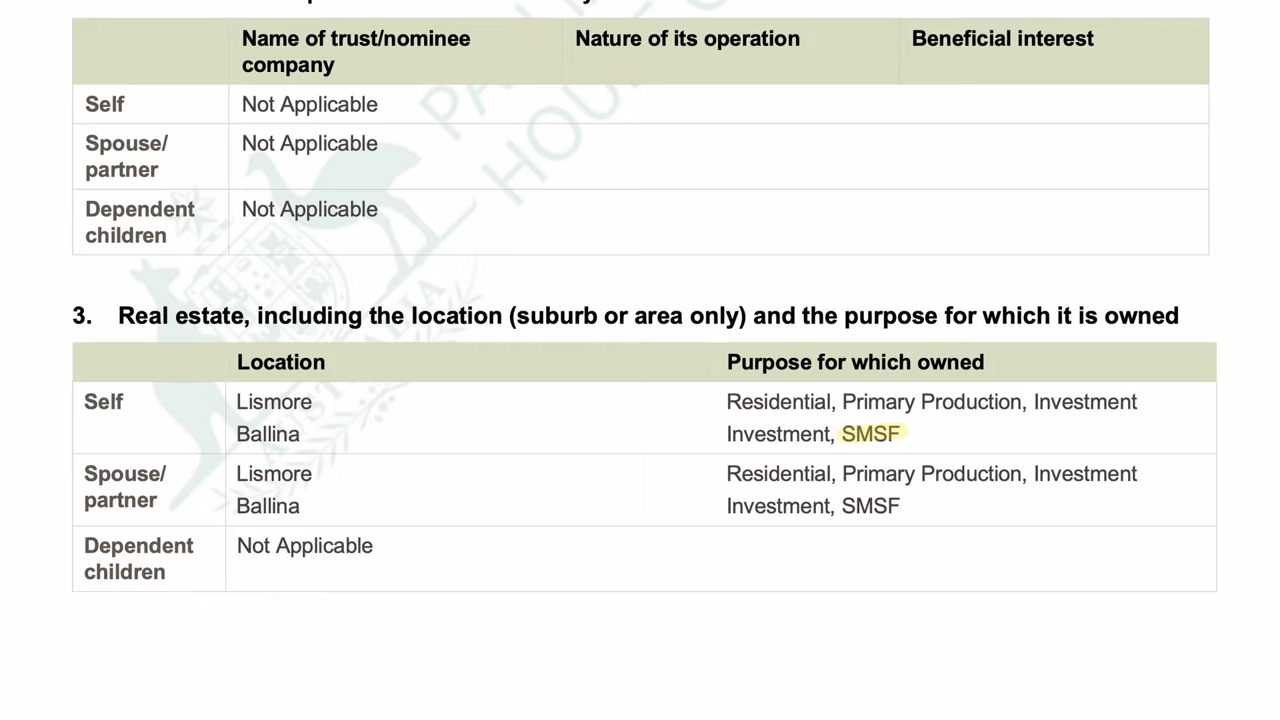 Name of trust/nominee company
Nature of its operation
Beneficial interest
Self
Not Applicable
Spouse/
partner
Not Applicable
Dependent
children
Not Applicable
3. Real estate, including the location (suburb or area only) and the purpose for which it is owned
Location
Purpose for which owned
Self
Lismore
Residential, Primary Production, Investment
Ballina
Investment, SMSF
Spouse/
partner
Lismore
Residential, Primary Production, Investment
Ballina
Investment, SMSF
Dependent
children
Not Applicable